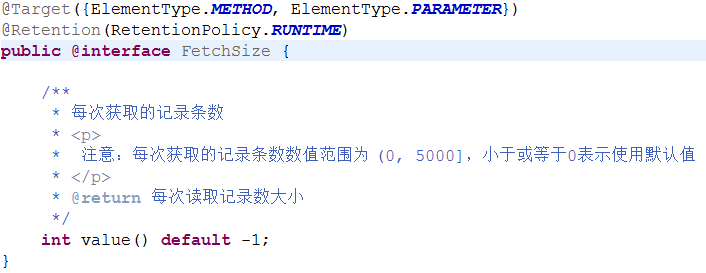 @Target({ElementType.METHOD, ElementType.PARAMETER})
@Retention(RetentionPolicy.RUNTIME)
public @interface FetchSize {
/**
* 每次获取的记录条数
* <p>
* 注意：每次获取的记录条数数值范围为 (0, 5000]，小于或等于0表示使用默认值
* </p>
* @return 每次读取记录数大小
*/
int value() default -1;
}